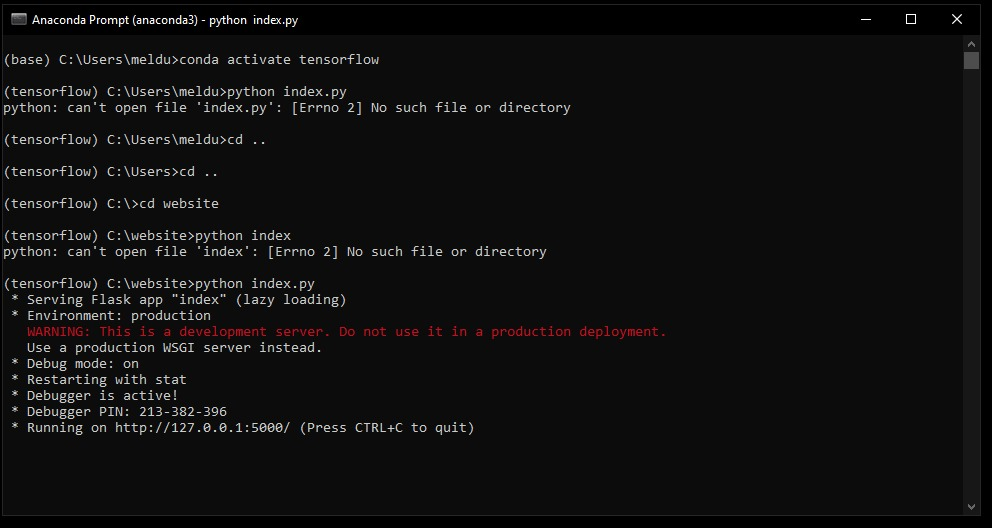 Anaconda Prompt (anaconda3) - python  index.py
(base) C:\Users\meldu>conda activate tensorflow
(tensorflow) C:\Users\meldu>python index.py
python: can't open file 'index.py': [Errno 2] No such file or directory
(tensorflow) C:\Users\meldu>cd ..
(tensorflow) C:\Users>cd ..
(tensorflow) C:\>cd website
(tensorflow) C:\website>python index
python: can't open file 'index': [Errno 2] No such file or directory
(tensorflow) C:\website>python index.py
 * Serving Flask app "index" (lazy loading)
 * Environment: production
   WARNING: This is a development server. Do not use it in a production deployment.
   Use a production WSGI server instead.
 * Debug mode: on
 * Restarting with stat
 * Debugger is active!
 * Debugger PIN: 213-382-396
 * Running on http://127.0.0.1:5000/ (Press CTRL+C to quit)